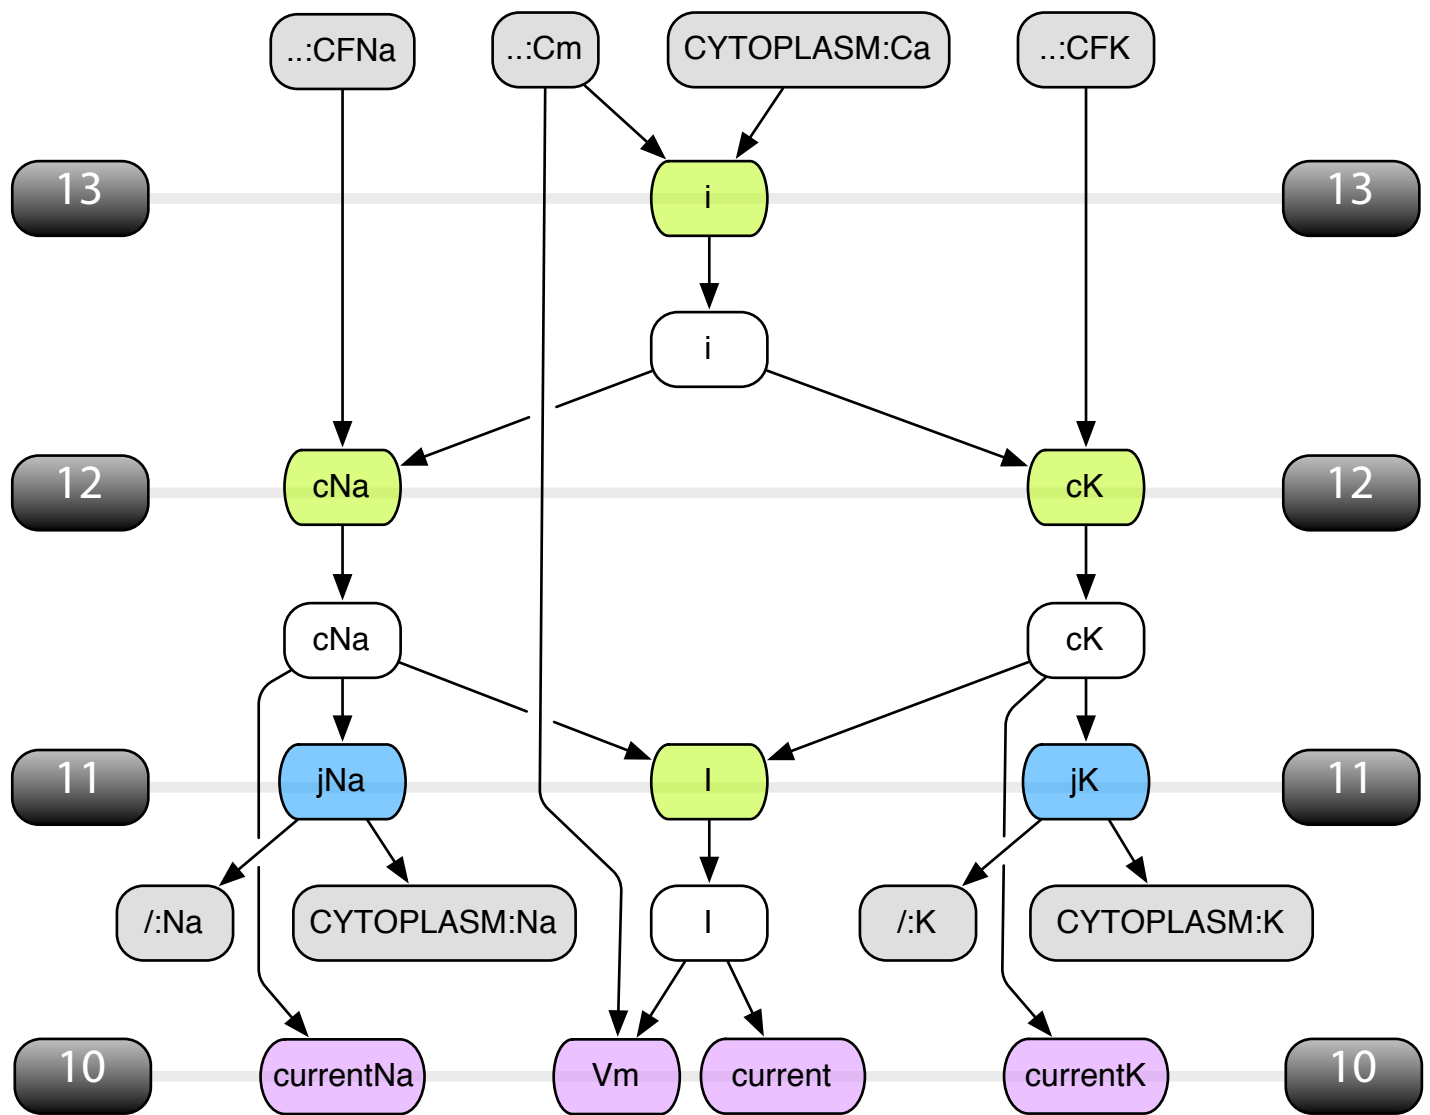 ..:CFNa
..:Cm
CYTOPLASM:Ca
..:CFK
13
i
13
i
12
cNa
cK
12
cNa
cK
11
jNa
I
jK
11
/:Na
CYTOPLASM:Na
I
/:K
CYTOPLASM:K
10
currentNa
Vm
current
currentK
10